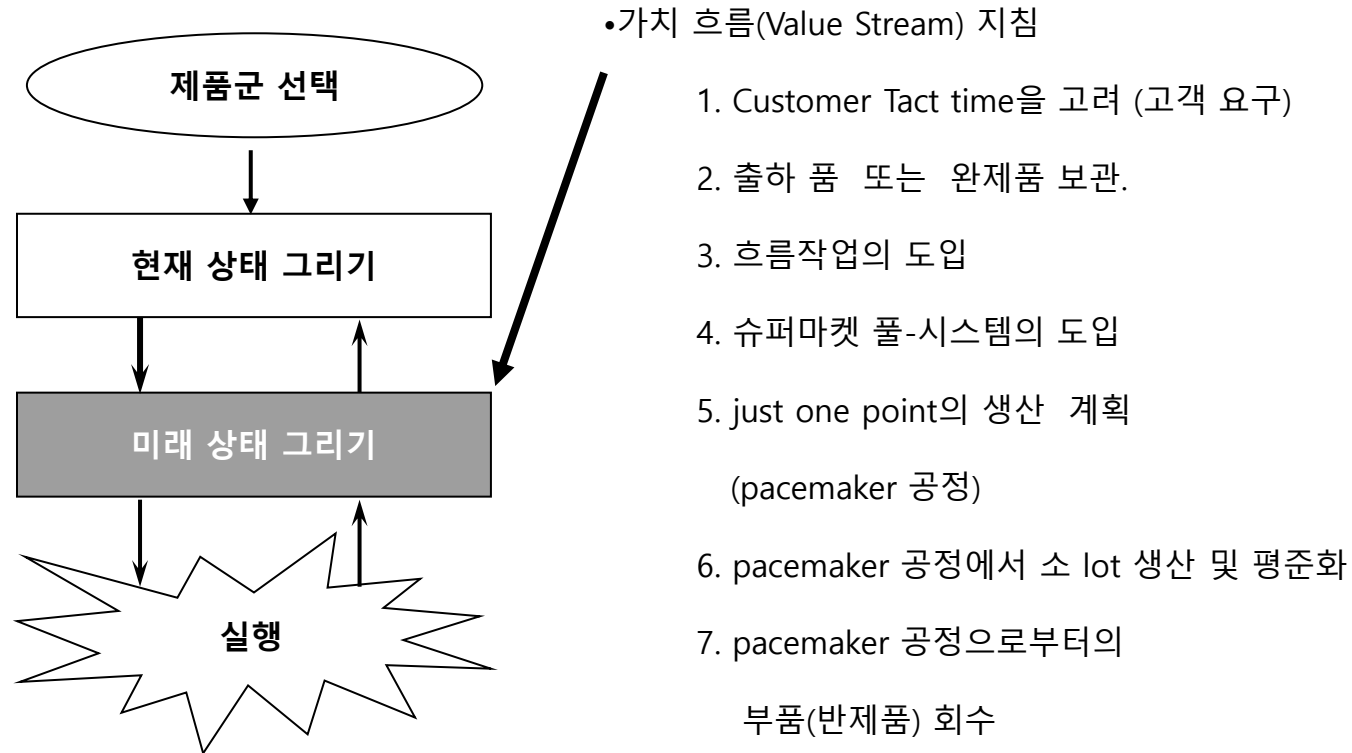 •가치 흐름(Value Stream) 지침
제품군 선택
현재 상태 그리기
미래 상태 그리기
실행
1. Customer Tact time을 고려 (고객 요구)
2. 출하 품 또는 완제품 보관.
3. 흐름작업의 도입
4. 슈퍼마켓 풀-시스템의 도입
5. just one point의 생산 계획
(pacemaker 공정)
6. pacemaker 공정에서 소 lot 생산 및 평준화
7. pacemaker 공정으로부터의
부품(반제품) 회수